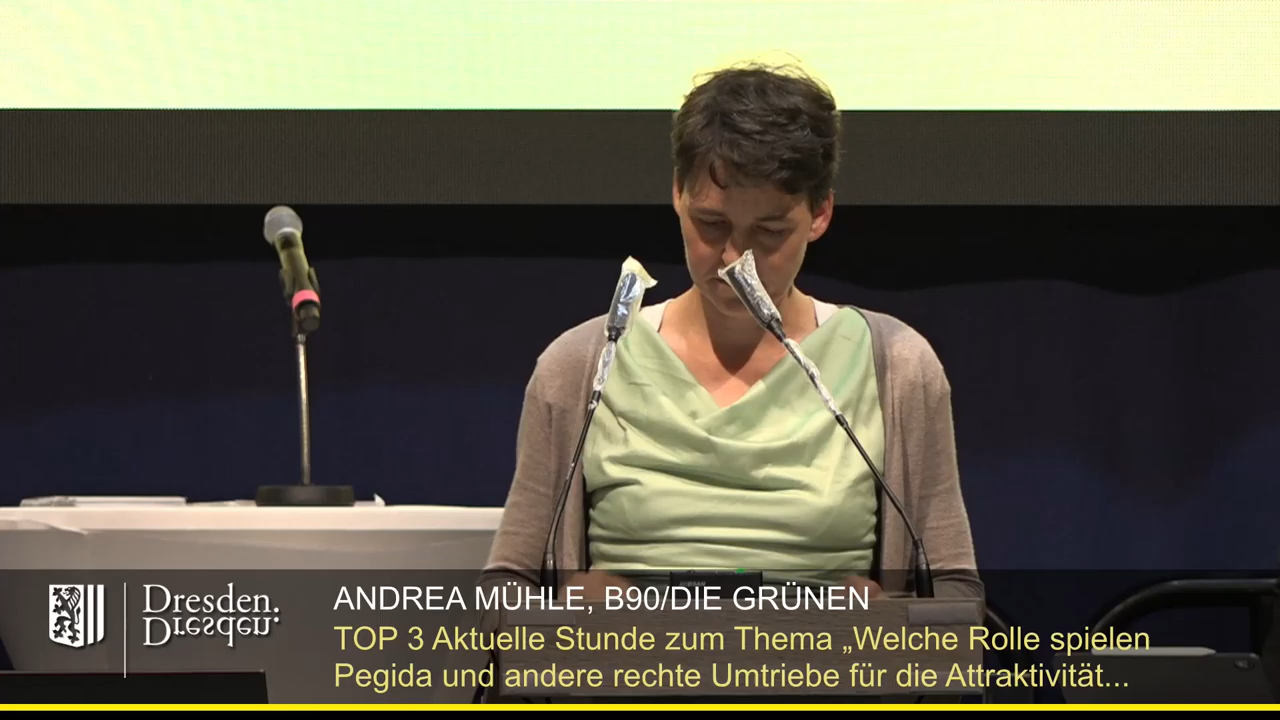 Dresden.
Dresden.
ANDREA MÜHLE, B90/DIE GRÜNEN
TOP 3 Aktuelle Stunde zum Thema „Welche Rolle spielen
Pegida und andere rechte Umtriebe für die Attraktivität...